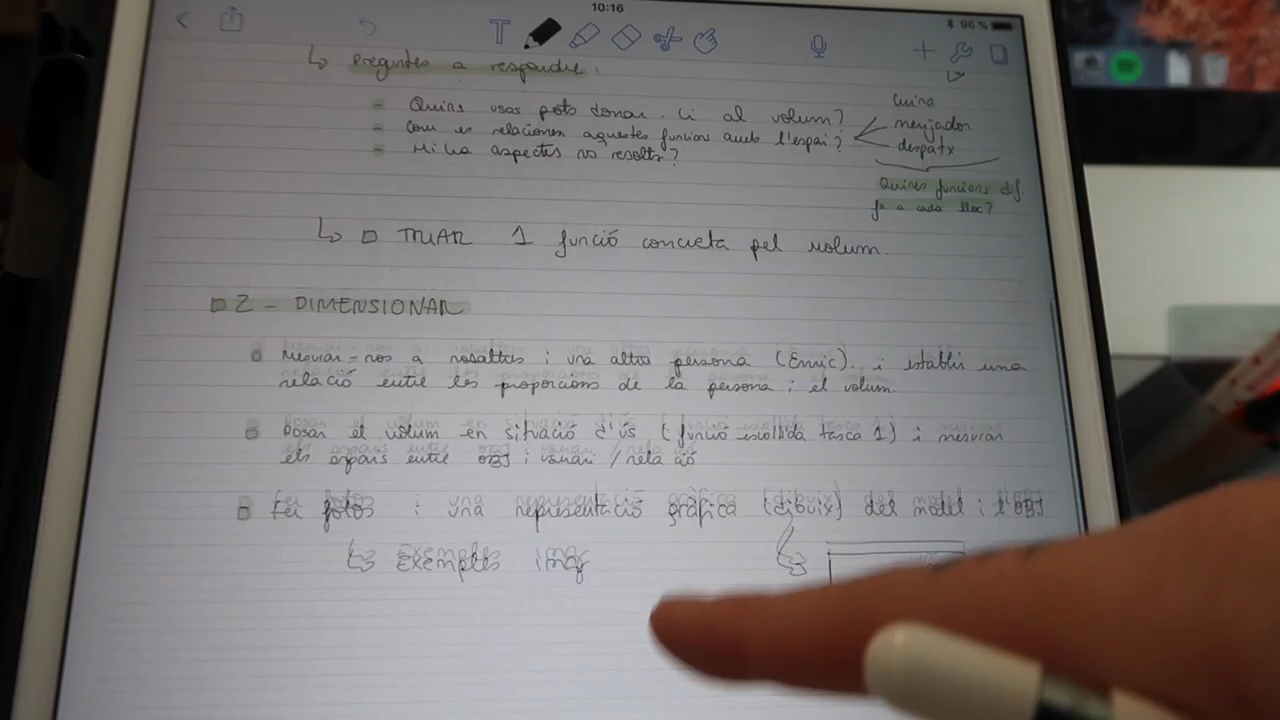 10:16
96 %
↳ Preguntes a respondre:
- Quins usos pots donar-li al volum?
- Com es relacionen aquestes funcions amb l'espai?
- Hi ha aspectes no resolts?
cuina
menjador
despatx
Quines funcions dif.
fa a cada lloc?
↳ □ TRIAR 1 funció concreta pel volum.
□ 2 - DIMENSIONAR
Mesurar-nos a nosaltres i una altra persona (Enric). i establir una
relació entre les proporcions de la persona i el volum.
Posar el volum en situació d'ús (funció escollida tasca 1) i mesurar
els espais entre OBJ i usuari / relació
Fer fotos i una representació gràfica (dibuix) del model i l'OBJ
↳ Exemples imag